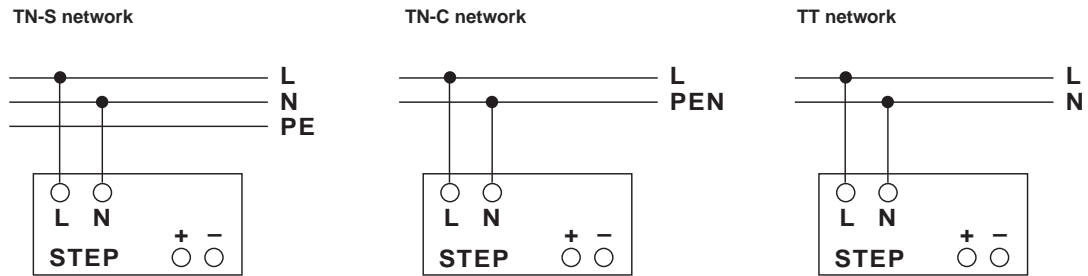 TN-S network
L
N
PE
L N
+ –
STEP
TN-C network
L
PEN
L N
+ –
STEP
TT network
L
N
L N
+ –
STEP